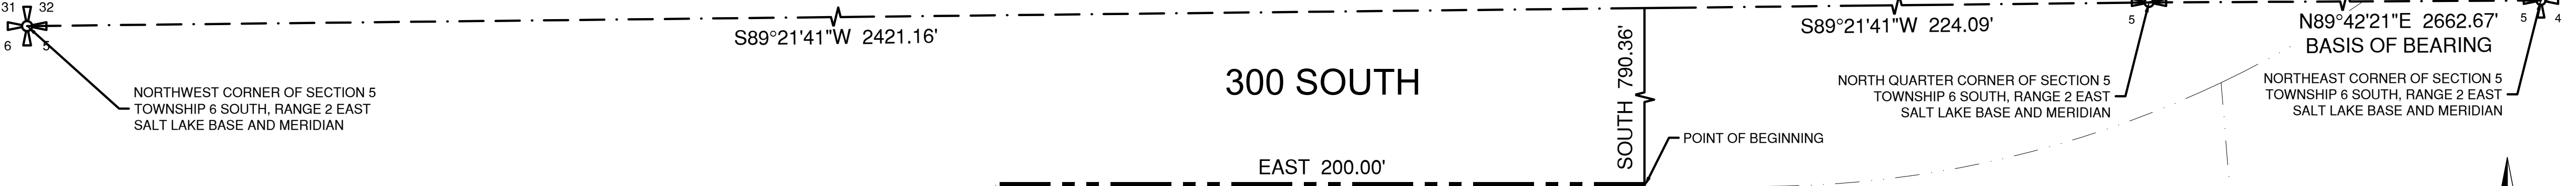 31 32
6 5
S89°21'41"W 2421.16'
NORTHWEST CORNER OF SECTION 5
TOWNSHIP 6 SOUTH, RANGE 2 EAST
SALT LAKE BASE AND MERIDIAN
300 SOUTH
EAST 200.00'
SOUTH 790.36'
POINT OF BEGINNING
S89°21'41"W 224.09'
5
NORTH QUARTER CORNER OF SECTION 5
TOWNSHIP 6 SOUTH, RANGE 2 EAST
SALT LAKE BASE AND MERIDIAN
N89°42'21"E 2662.67'
BASIS OF BEARING
5 4
NORTHEAST CORNER OF SECTION 5
TOWNSHIP 6 SOUTH, RANGE 2 EAST
SALT LAKE BASE AND MERIDIAN